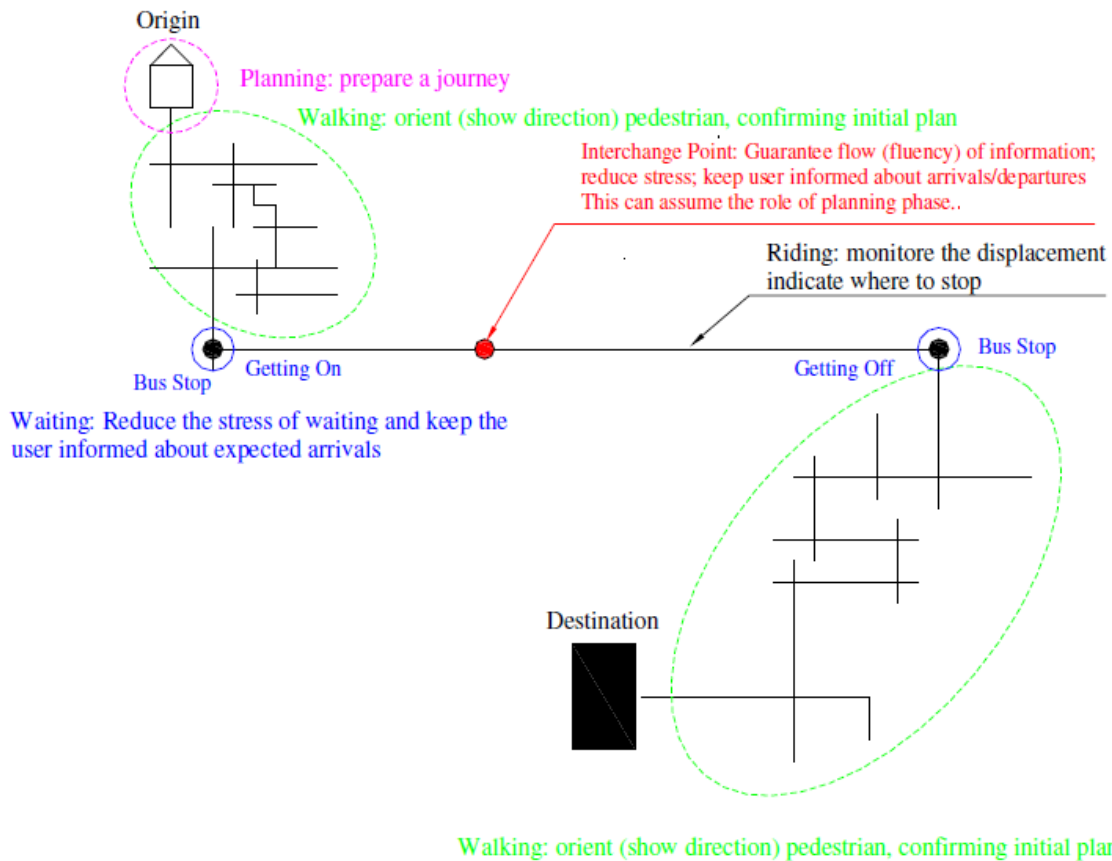 Origin
Planning: prepare a journey
Walking: orient (show direction) pedestrian, confirming initial plan
Interchange Point: Guarantee flow (fluency) of information;
reduce stress; keep user informed about arrivals/departures
This can assume the role of planning phase..
Riding: monitore the displacement
indicate where to stop
Bus Stop
Getting On
Getting Off
Bus Stop
Waiting: Reduce the stress of waiting and keep the
user informed about expected arrivals
Destination
Walking: orient (show direction) pedestrian, confirming initial plan